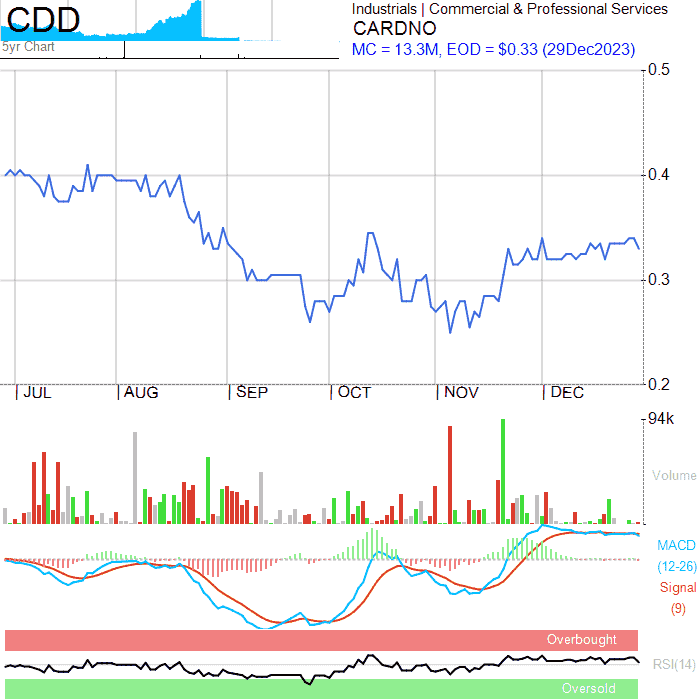 CDD
5yr Chart
Industrials | Commercial & Professional Services
CARDNO
MC = 13.3M, EOD = $0.33 (29Dec2023)
0.5
0.4
0.3
0.2
JUL AUG SEP OCT NOV DEC
94k
Volume
MACD
(12-26)
Signal
(9)
Overbought
RSI(14)
Oversold